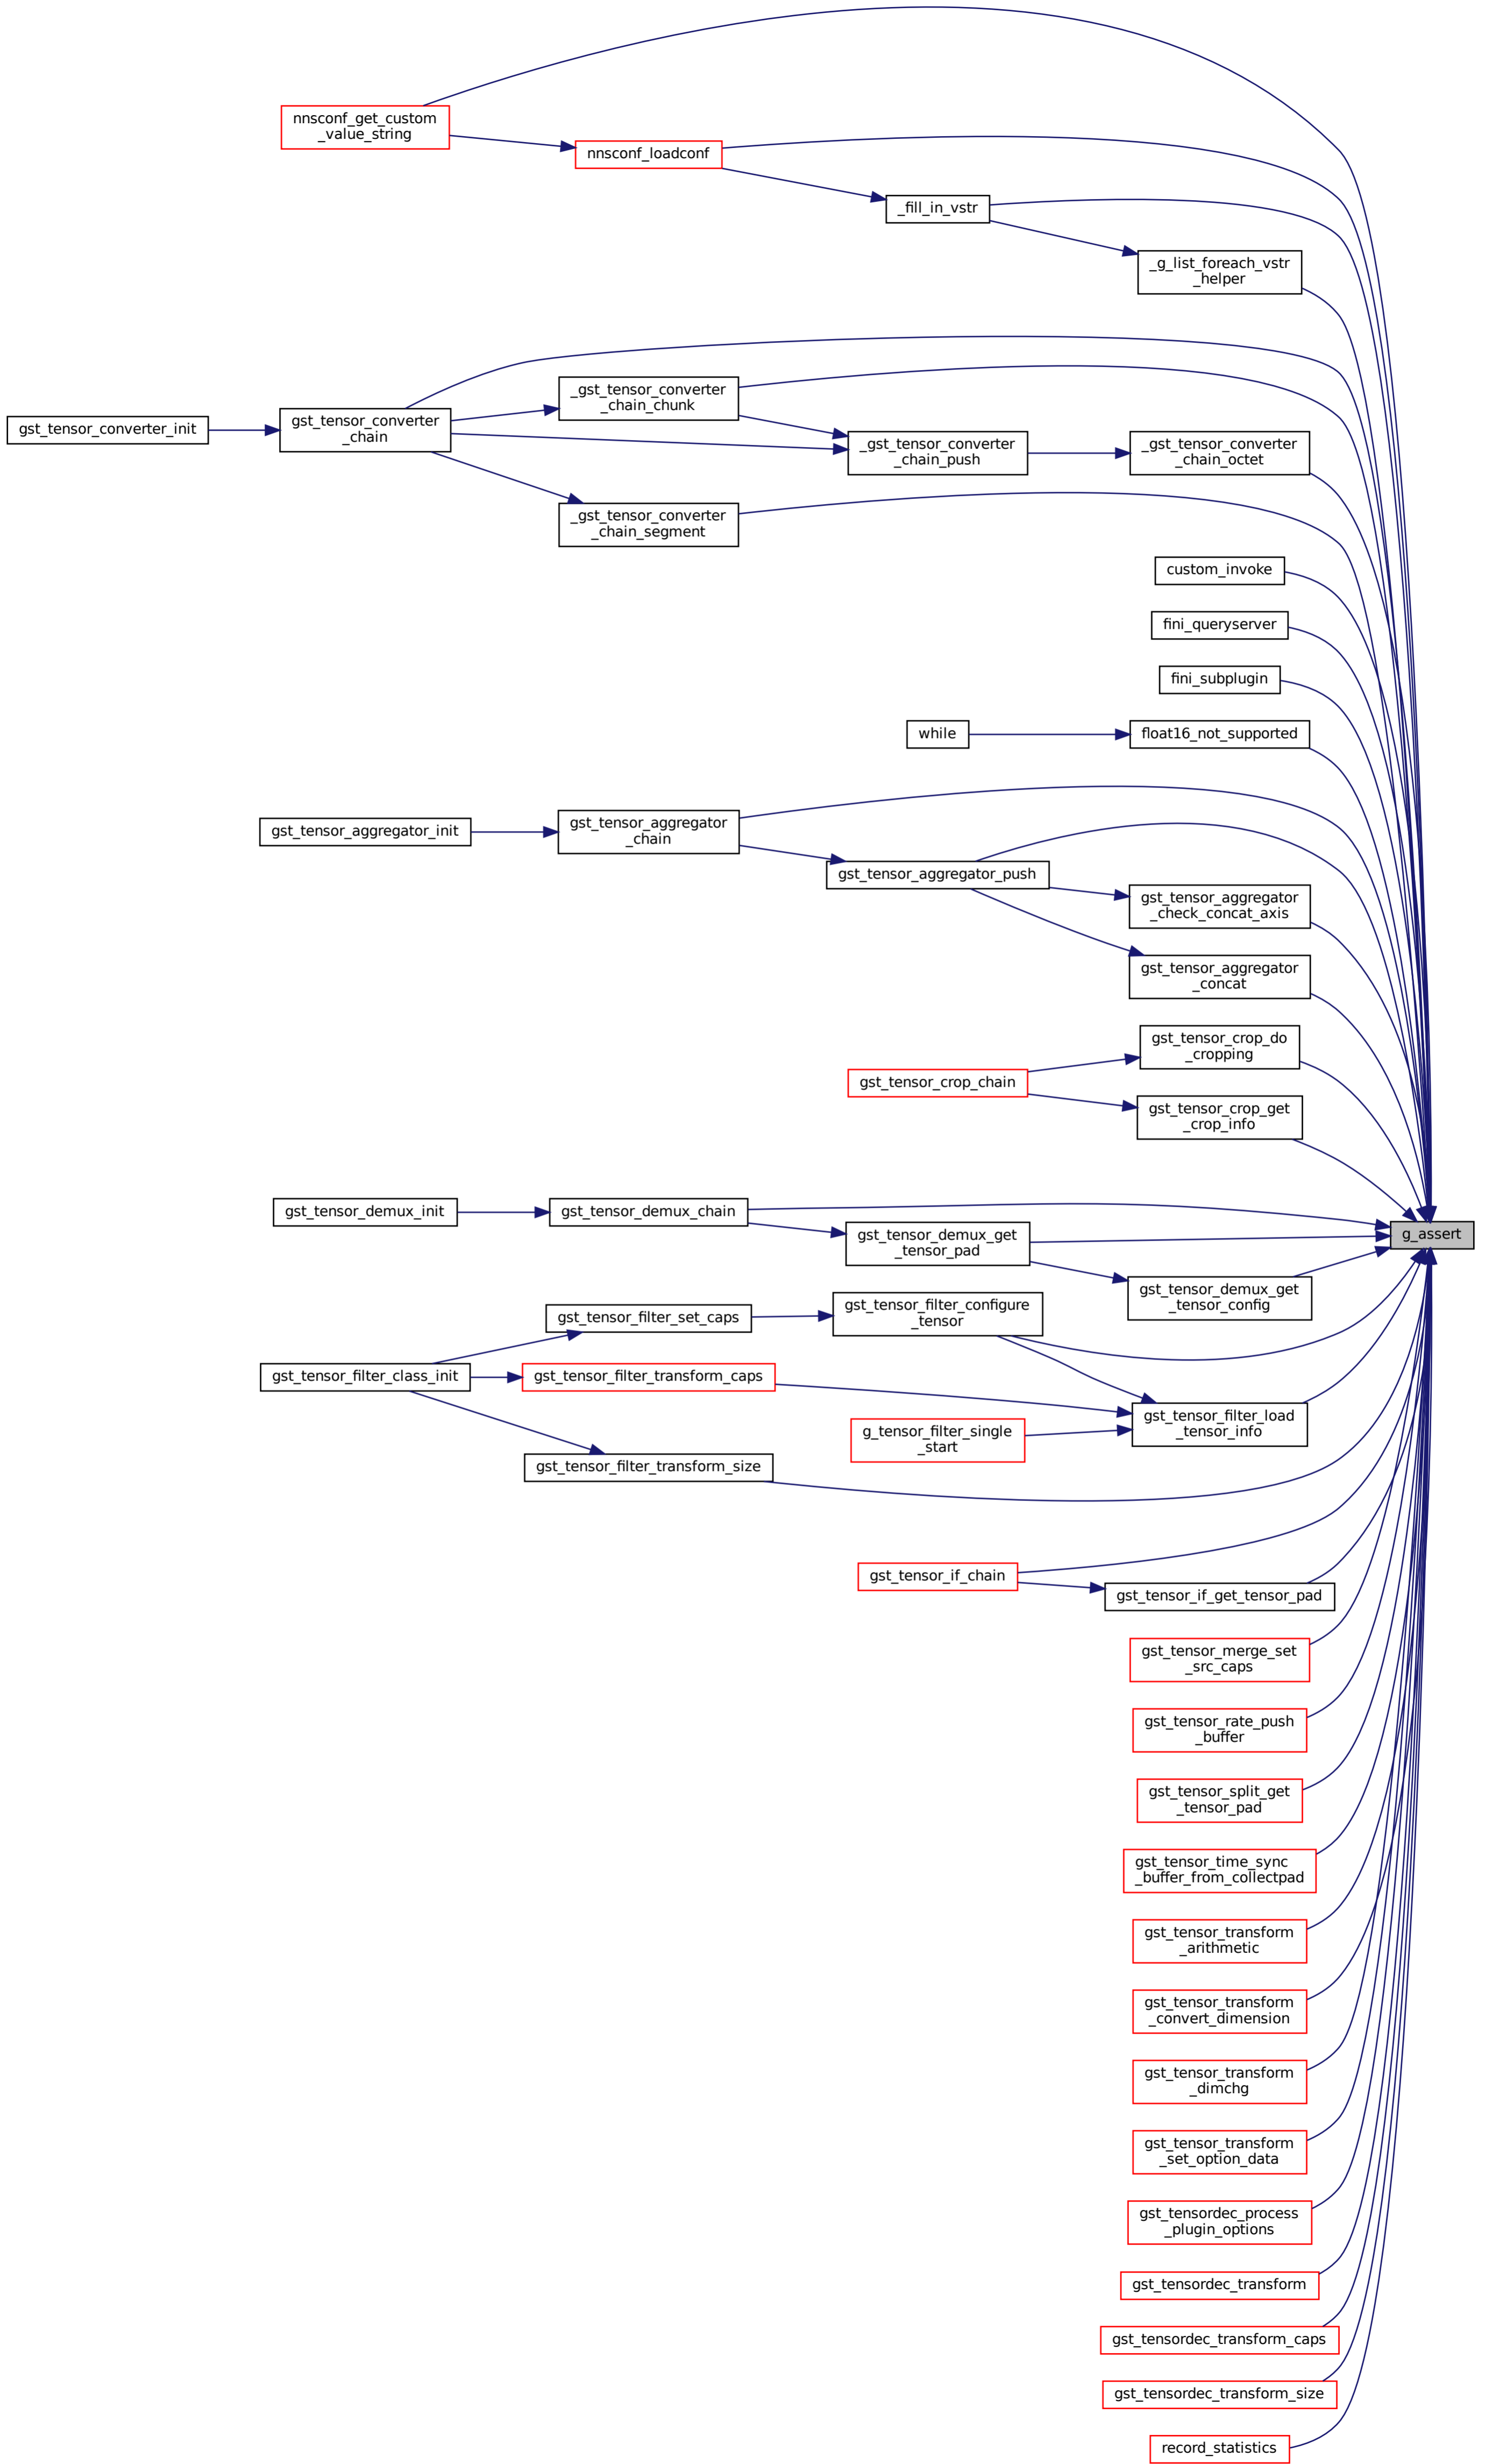 nnsconf_get_custom
_value_string
nnsconf_loadconf
_fill_in_vstr
_g_list_foreach_vstr
_helper
_gst_tensor_converter
_chain_chunk
gst_tensor_converter_init
gst_tensor_converter
_chain
_gst_tensor_converter
_chain_push
_gst_tensor_converter
_chain_octet
_gst_tensor_converter
_chain_segment
custom_invoke
fini_queryserver
fini_subplugin
while
float16_not_supported
gst_tensor_aggregator_init
gst_tensor_aggregator
_chain
gst_tensor_aggregator_push
gst_tensor_aggregator
_check_concat_axis
gst_tensor_aggregator
_concat
gst_tensor_crop_do
_cropping
gst_tensor_crop_chain
gst_tensor_crop_get
_crop_info
gst_tensor_demux_init
gst_tensor_demux_chain
gst_tensor_demux_get
_tensor_pad
g_assert
gst_tensor_demux_get
_tensor_config
gst_tensor_filter_configure
_tensor
gst_tensor_filter_set_caps
gst_tensor_filter_class_init
gst_tensor_filter_transform_caps
gst_tensor_filter_load
_tensor_info
g_tensor_filter_single
_start
gst_tensor_filter_transform_size
gst_tensor_if_chain
gst_tensor_if_get_tensor_pad
gst_tensor_merge_set
_src_caps
gst_tensor_rate_push
_buffer
gst_tensor_split_get
_tensor_pad
gst_tensor_time_sync
_buffer_from_collectpad
gst_tensor_transform
_arithmetic
gst_tensor_transform
_convert_dimension
gst_tensor_transform
_dimchg
gst_tensor_transform
_set_option_data
gst_tensordec_process
_plugin_options
gst_tensordec_transform
gst_tensordec_transform_caps
gst_tensordec_transform_size
record_statistics